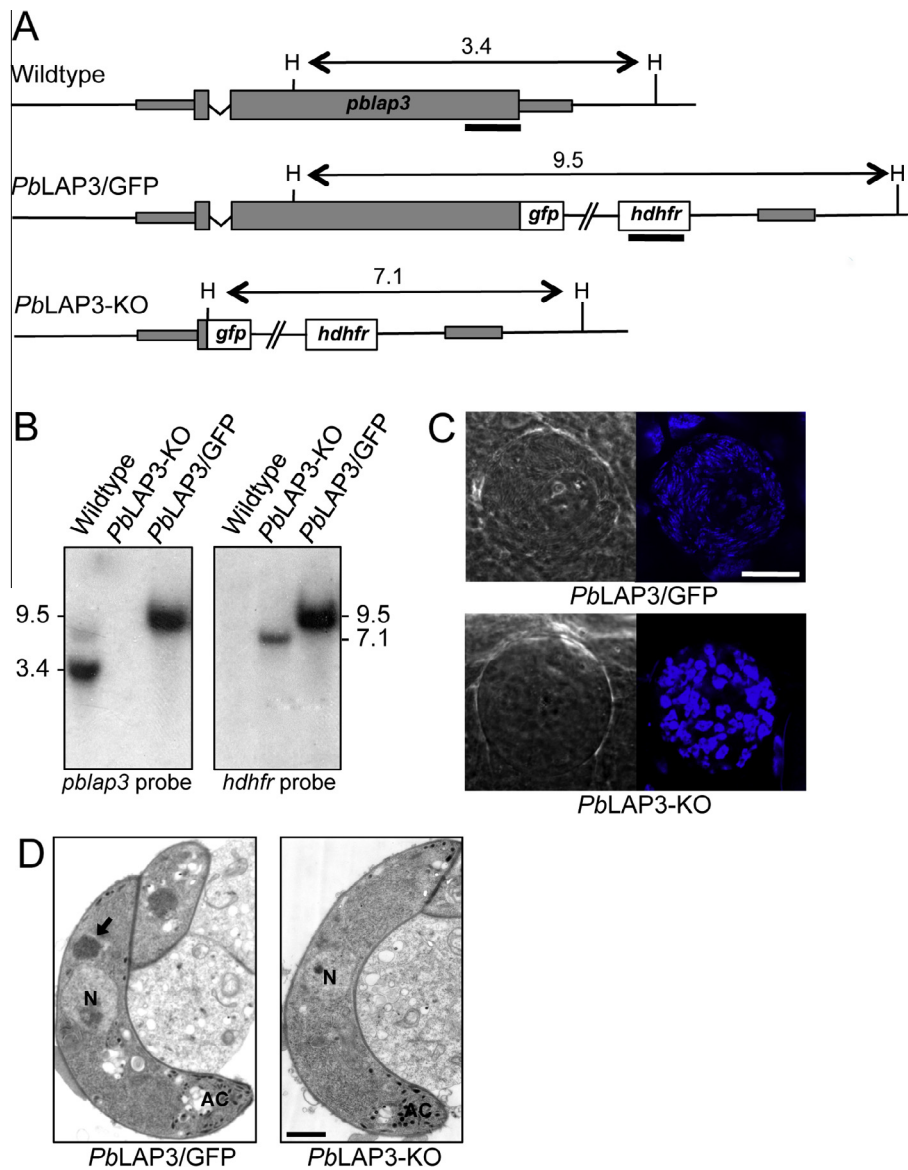 A
Wildtype
H
3.4
H
pblap3
PbLAP3/GFP
H
9.5
H
gfp
hdhfr
PbLAP3-KO
H
7.1
H
gfp
hdhfr
B
Wildtype
PbLAP3-KO
PbLAP3/GFP
Wildtype
PbLAP3-KO
PbLAP3/GFP
9.5 -
3.4 -
- 9.5
- 7.1
pblap3 probe
hdhfr probe
C
PbLAP3/GFP
PbLAP3-KO
D
N
AC
PbLAP3/GFP
N
AC
PbLAP3-KO